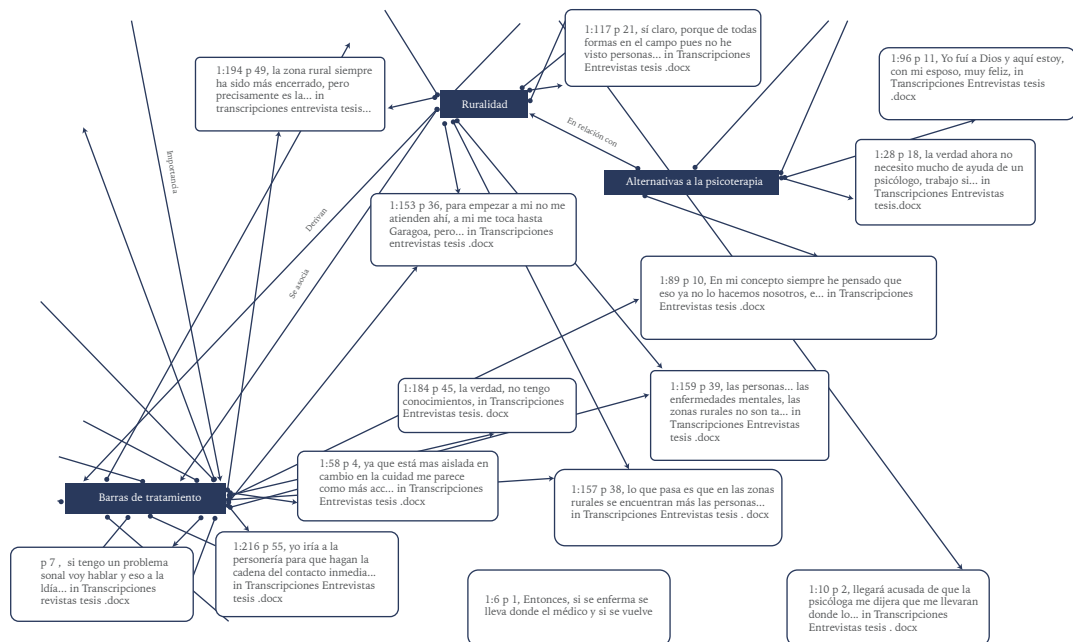 1:117 p 21, sí claro, porque de todas
formas en el campo pues no he
visto personas... in Transcripciones
Entrevistas tesis .docx
1:96 p 11, Yo fuí a Dios y aquí estoy,
con mi esposo, muy feliz, in
Transcripciones Entrevistas tesis
.docx
1:194 p 49, la zona rural siempre
ha sido más encerrado, pero
precisamente es la... in
transcripciones entrevista tesis...
Ruralidad
En relación con
Importancia
Alternativas a la psicoterapia
1:28 p 18, la verdad ahora no
necesito mucho de ayuda de un
psicólogo, trabajo si... in
Transcripciones Entrevistas
tesis.docx
1:153 p 36, para empezar a mi no me
atienden ahí, a mi me toca hasta
Garagoa, pero... in Transcripciones
entrevistas tesis .docx
Derivan
Se asocia
1:89 p 10, En mi concepto siempre he pensado que
eso ya no lo hacemos nosotros, e... in Transcripciones
Entrevistas tesis .docx
1:184 p 45, la verdad, no tengo
conocimientos, in Transcripciones
Entrevistas tesis. docx
1:159 p 39, las personas... las
enfermedades mentales, las
zonas rurales no son ta... in
Transcripciones Entrevistas
tesis .docx
1:58 p 4, ya que está mas aislada en
cambio en la cuidad me parece
como más acc... in Transcripciones
Entrevistas tesis .docx
1:157 p 38, lo que pasa es que en las zonas
rurales se encuentran más las personas...
in Transcripciones Entrevistas tesis . docx
Barras de tratamiento
1:216 p 55, yo iría a la
personería para que hagan la
cadena del contacto inmedia...
in Transcripciones Entrevistas
tesis .docx
p 7 , si tengo un problema
sonal voy hablar y eso a la
ldía... in Transcripciones
revistas tesis .docx
1:6 p 1, Entonces, si se enferma se
lleva donde el médico y si se vuelve
1:10 p 2, llegará acusada de que la
psicóloga me dijera que me llevaran
donde lo... in Transcripciones
Entrevistas tesis . docx